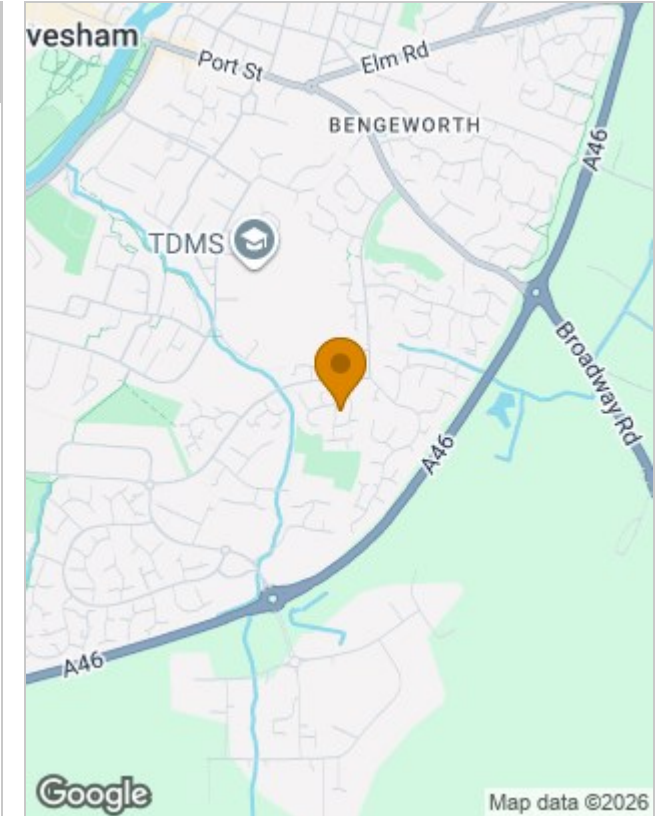 vesham
Port St
Elm Rd
BENGEWORTH
A46
TDMS
Broadway Rd
A46
A46
Google
Map data ©2026